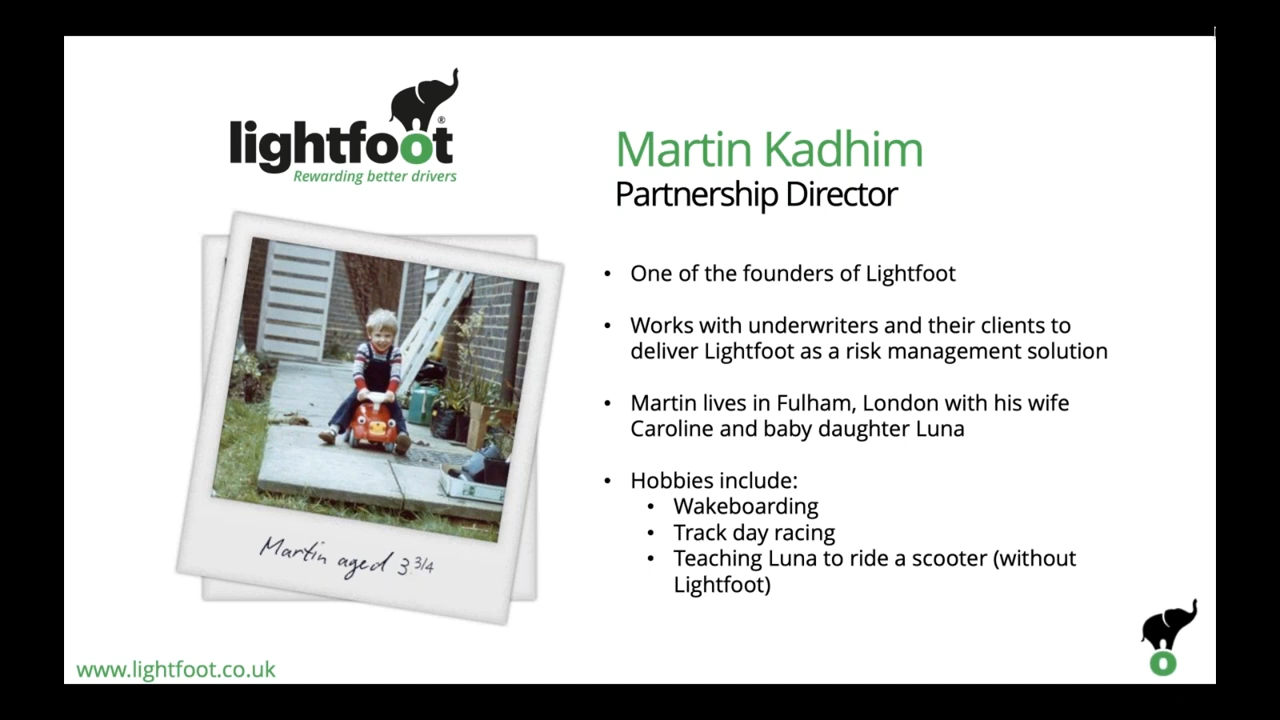 lightfoot®
Rewarding better drivers
Martin Kadhim
Partnership Director
• One of the founders of Lightfoot
• Works with underwriters and their clients to
deliver Lightfoot as a risk management solution
• Martin lives in Fulham, London with his wife
Caroline and baby daughter Luna
• Hobbies include:
• Wakeboarding
• Track day racing
• Teaching Luna to ride a scooter (without
Lightfoot)
Martin aged 3 3/4
www.lightfoot.co.uk